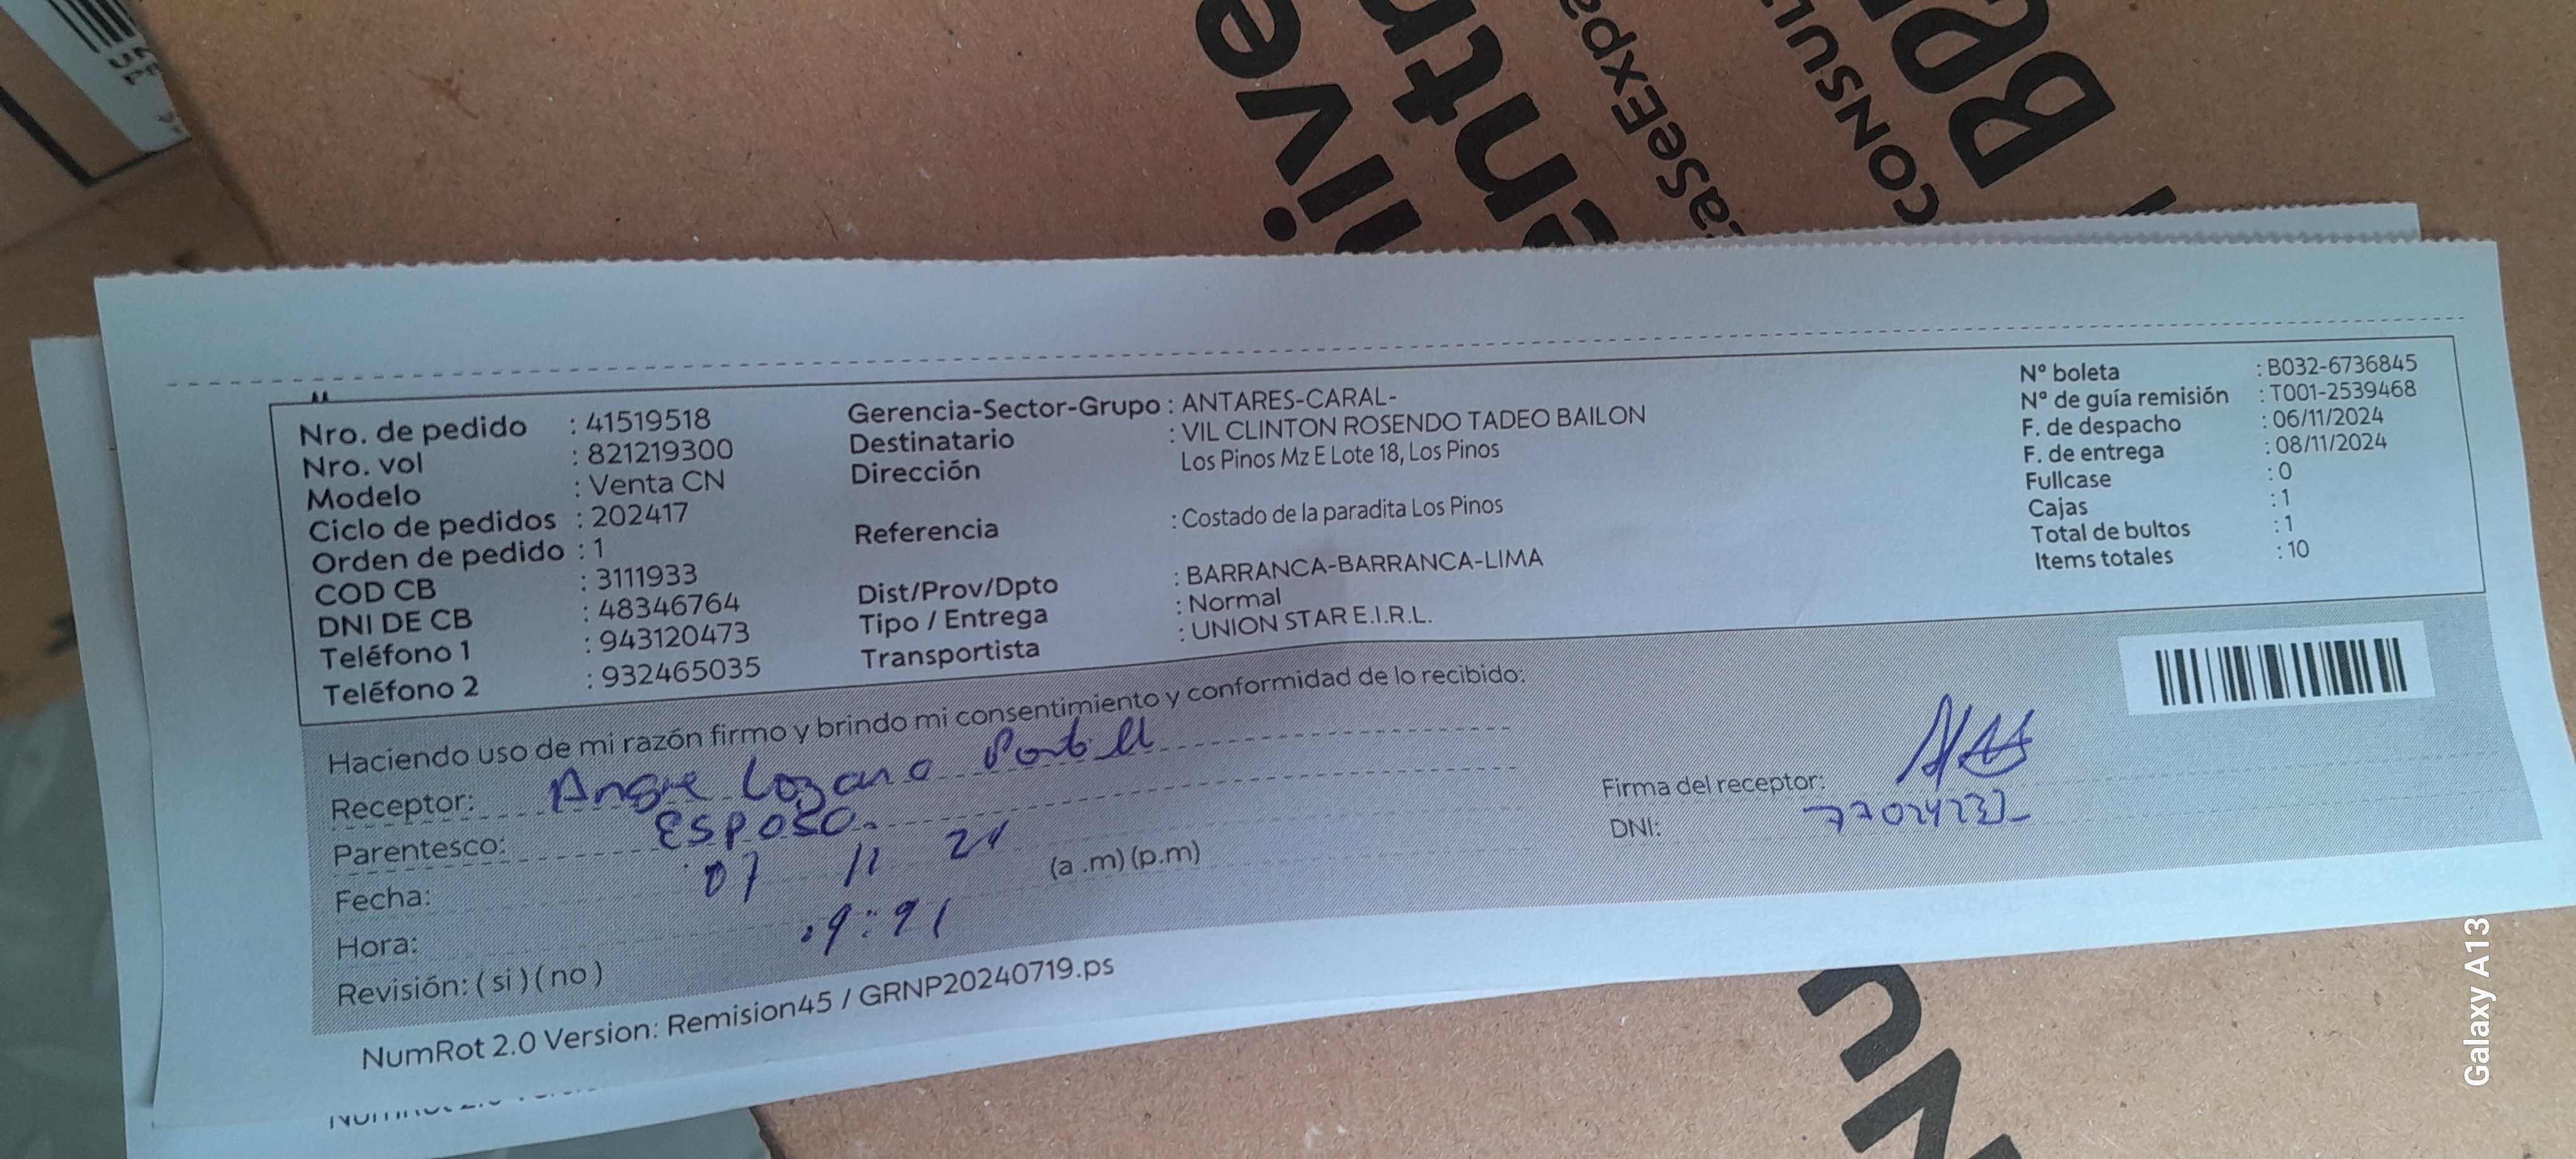 Nro. de pedido : 41519518
Nro. vol : 821219300
Modelo : Venta CN
Ciclo de pedidos : 202417
Orden de pedido : 1
COD CB : 3111933
DNI DE CB : 48346764
Teléfono 1 : 943120473
Teléfono 2 : 932465035
Gerencia-Sector-Grupo : ANTARES-CARAL-
Destinatario : VIL CLINTON ROSENDO TADEO BAILON
Dirección Los Pinos Mz E Lote 18, Los Pinos
Referencia : Costado de la paradita Los Pinos
Dist/Prov/Dpto : BARRANCA-BARRANCA-LIMA
Tipo / Entrega : Normal
Transportista : UNION STAR E.I.R.L.
N° boleta : B032-6736845
N° de guía remisión : T001-2539468
F. de despacho : 06/11/2024
F. de entrega : 08/11/2024
Fullcase : 0
Cajas : 1
Total de bultos : 1
Items totales : 10
Haciendo uso de mi razón firmo y brindo mi consentimiento y conformidad de lo recibido:
Receptor: Lozano
Parentesco: ESPOSO.
Fecha: 07 11
Hora: (a .m) (p.m)
Revisión: ( si ) ( no )
Firma del receptor:
DNI:
NumRot 2.0 Version: Remision45 / GRNP20240719.ps
CONSUL
Galaxy A13